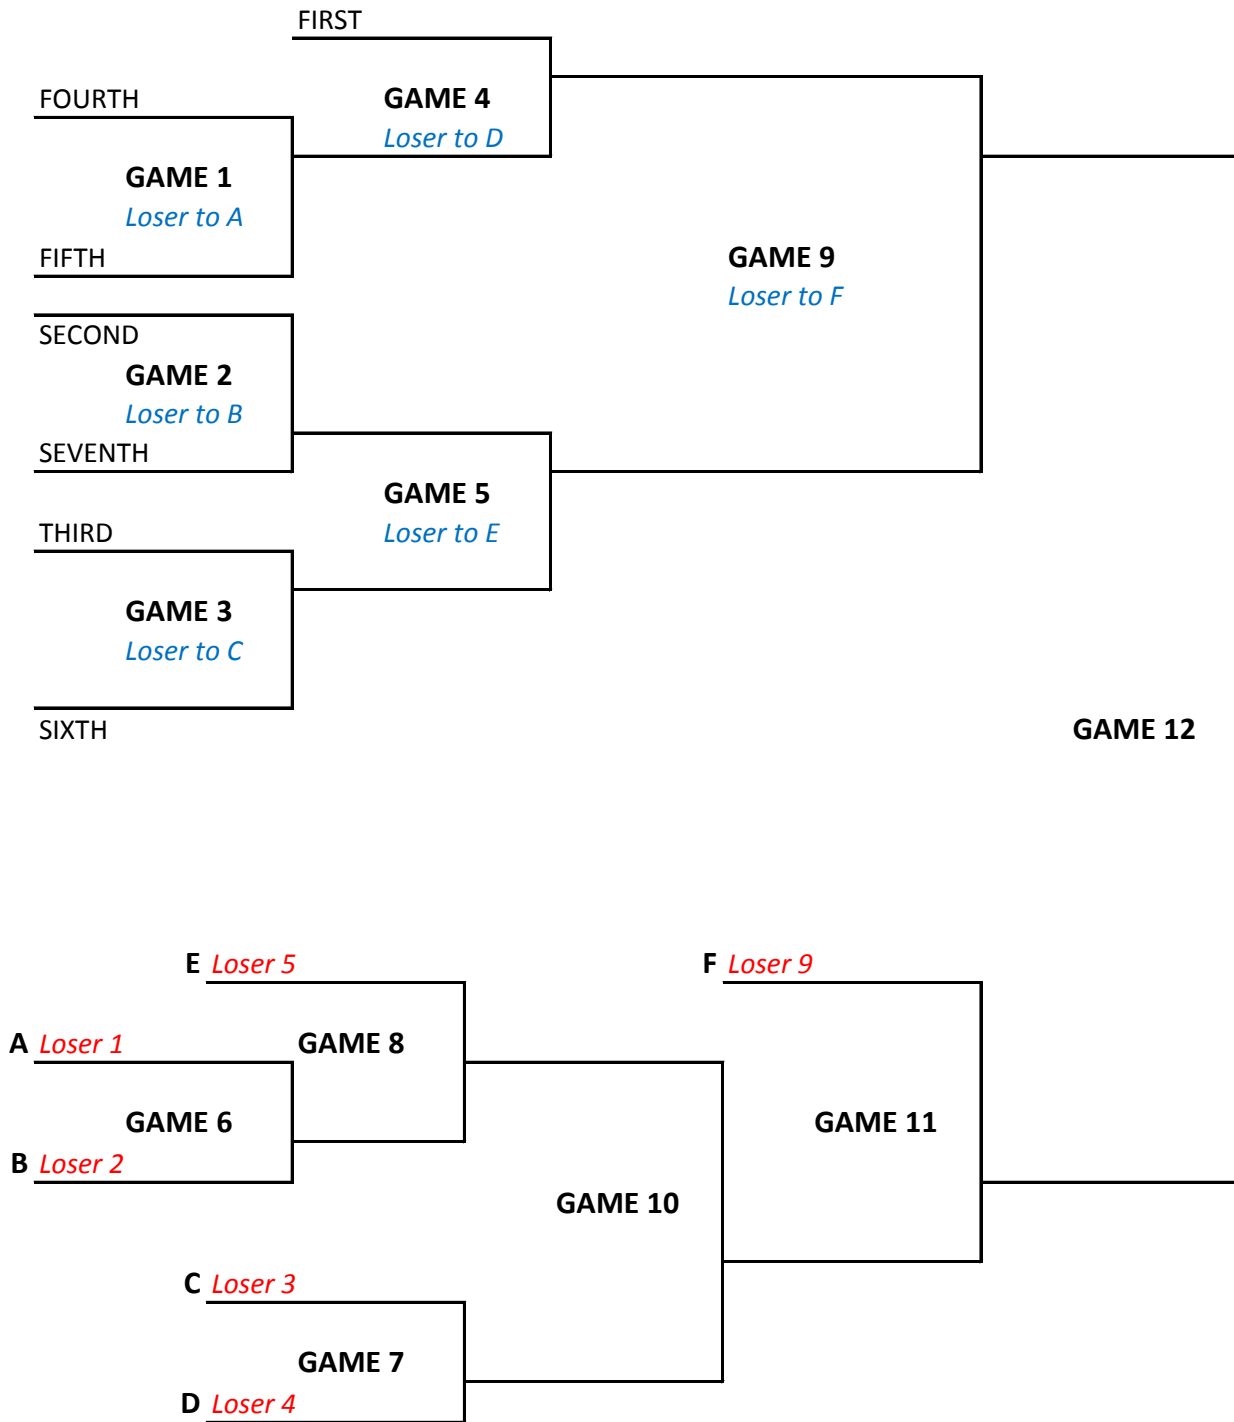 FIRST
FOURTH
GAME 4
Loser to D
GAME 1
Loser to A
FIFTH
GAME 9
Loser to F
SECOND
GAME 2
Loser to B
SEVENTH
GAME 5
Loser to E
THIRD
GAME 3
Loser to C
SIXTH
GAME 12
E Loser 5
F Loser 9
A Loser 1
GAME 8
GAME 6
GAME 11
B Loser 2
GAME 10
C Loser 3
GAME 7
D Loser 4